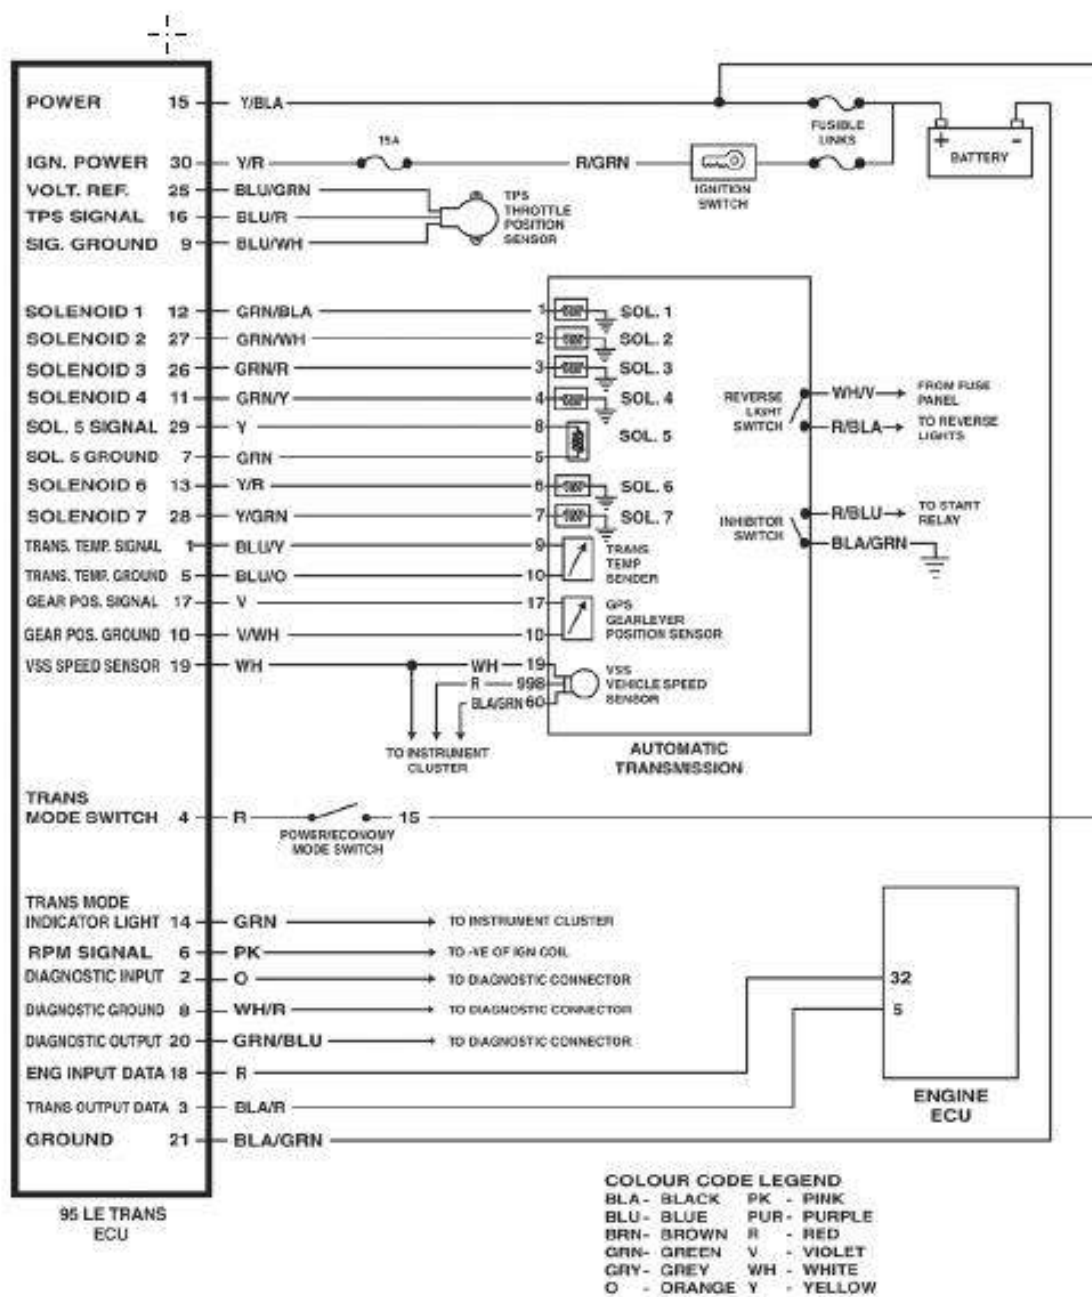 POWER 15 Y/BLA
FUSIBLE
LINKS
+ -
BATTERY
15A
IGN. POWER 30 Y/R R/GRN
IGNITION
SWITCH
VOLT. REF. 25 BLU/GRN
TPS SIGNAL 16 BLU/R
SIG. GROUND 9 BLU/WH
TPS
THROTTLE
POSITION
SENSOR
SOLENOID 1 12 GRN/BLA 1 SOL. 1
SOLENOID 2 27 GRN/WH 2 SOL. 2
SOLENOID 3 26 GRN/R 3 SOL. 3
SOLENOID 4 11 GRN/Y 4 SOL. 4
SOL. 5 SIGNAL 29 Y 8 SOL. 5
SOL. 5 GROUND 7 GRN 5
SOLENOID 6 13 Y/R 6 SOL. 6
SOLENOID 7 28 Y/GRN 7 SOL. 7
REVERSE
LIGHT
SWITCH
WH/V FROM FUSE
PANEL
R/BLA TO REVERSE
LIGHTS
INHIBITOR
SWITCH
R/BLU TO START
RELAY
BLA/GRN
TRANS. TEMP. SIGNAL 1 BLU/Y 9
TRANS. TEMP. GROUND 5 BLU/O 10
TRANS
TEMP
SENDER
GEAR POS. SIGNAL 17 V 17
GEAR POS. GROUND 10 V/WH 10
GPS
GEARLEVER
POSITION SENSOR
VSS SPEED SENSOR 19 WH WH 19
R 998
BLA/GRN 60
VSS
VEHICLE SPEED
SENSOR
TO INSTRUMENT
CLUSTER
AUTOMATIC
TRANSMISSION
TRANS
MODE SWITCH 4 R 15
POWER/ECONOMY
MODE SWITCH
TRANS MODE
INDICATOR LIGHT 14 GRN TO INSTRUMENT CLUSTER
RPM SIGNAL 6 PK TO -VE OF IGN COIL
DIAGNOSTIC INPUT 2 O TO DIAGNOSTIC CONNECTOR
DIAGNOSTIC GROUND 8 WH/R TO DIAGNOSTIC CONNECTOR
DIAGNOSTIC OUTPUT 20 GRN/BLU TO DIAGNOSTIC CONNECTOR
ENG INPUT DATA 18 R
TRANS OUTPUT DATA 3 BLA/R
GROUND 21 BLA/GRN
32
5
ENGINE
ECU
95 LE TRANS
ECU
COLOUR CODE LEGEND
BLA- BLACK PK - PINK
BLU- BLUE PUR- PURPLE
BRN- BROWN R - RED
GRN- GREEN V - VIOLET
GRY- GREY WH - WHITE
O - ORANGE Y - YELLOW